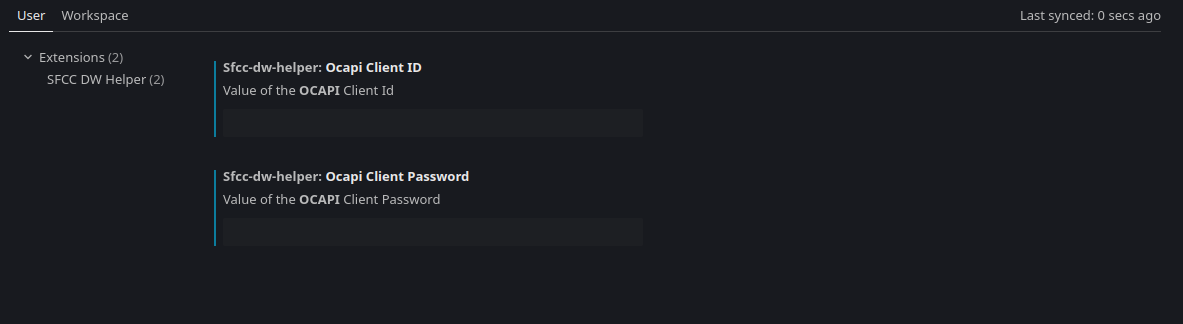 User Workspace Last synced: 0 secs ago
Extensions (2)
SFCC DW Helper (2)
Sfcc-dw-helper: Ocapi Client ID
Value of the OCAPI Client Id
Sfcc-dw-helper: Ocapi Client Password
Value of the OCAPI Client Password